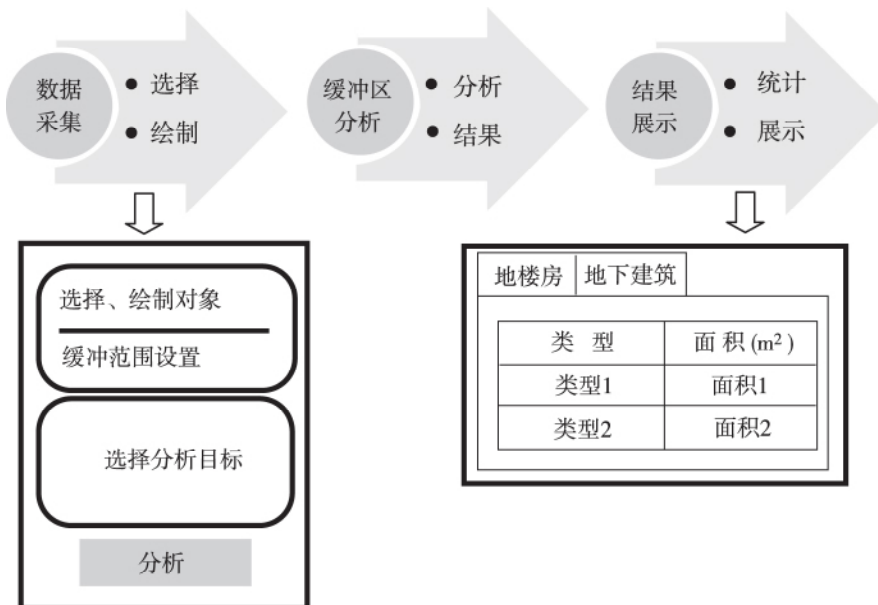 数据
采集
● 选择
● 绘制
缓冲区
分析
● 分析
● 结果
结果
展示
● 统计
● 展示
选择、绘制对象
缓冲范围设置
选择分析目标
分析
地楼房 地下建筑
类 型 面 积 (m²)
类型1 面积1
类型2 面积2